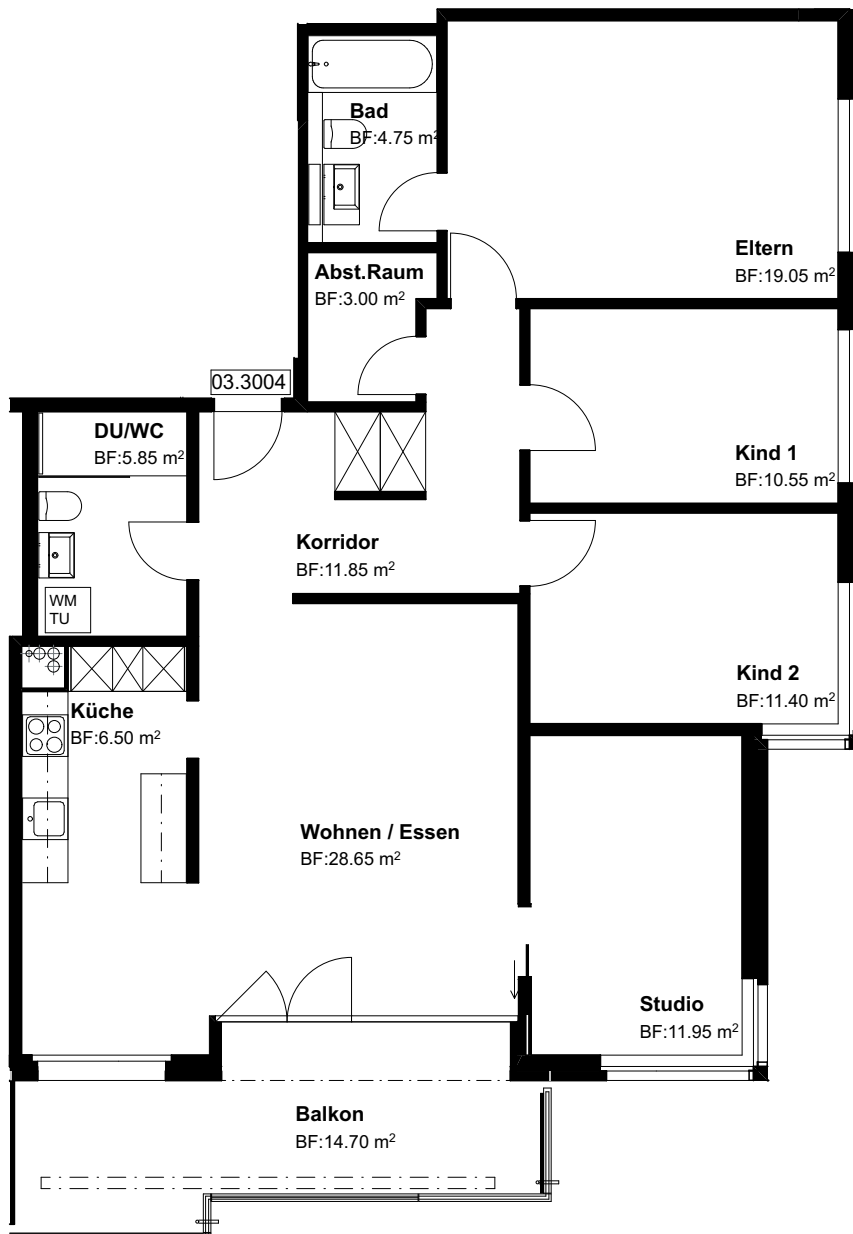 Bad
BF:4.75 m²
Eltern
BF:19.05 m²
Abst.Raum
BF:3.00 m²
03.3004
DU/WC
BF:5.85 m²
Kind 1
BF:10.55 m²
Korridor
BF:11.85 m²
WM
TU
Kind 2
BF:11.40 m²
Küche
BF:6.50 m²
Wohnen / Essen
BF:28.65 m²
Studio
BF:11.95 m²
Balkon
BF:14.70 m²